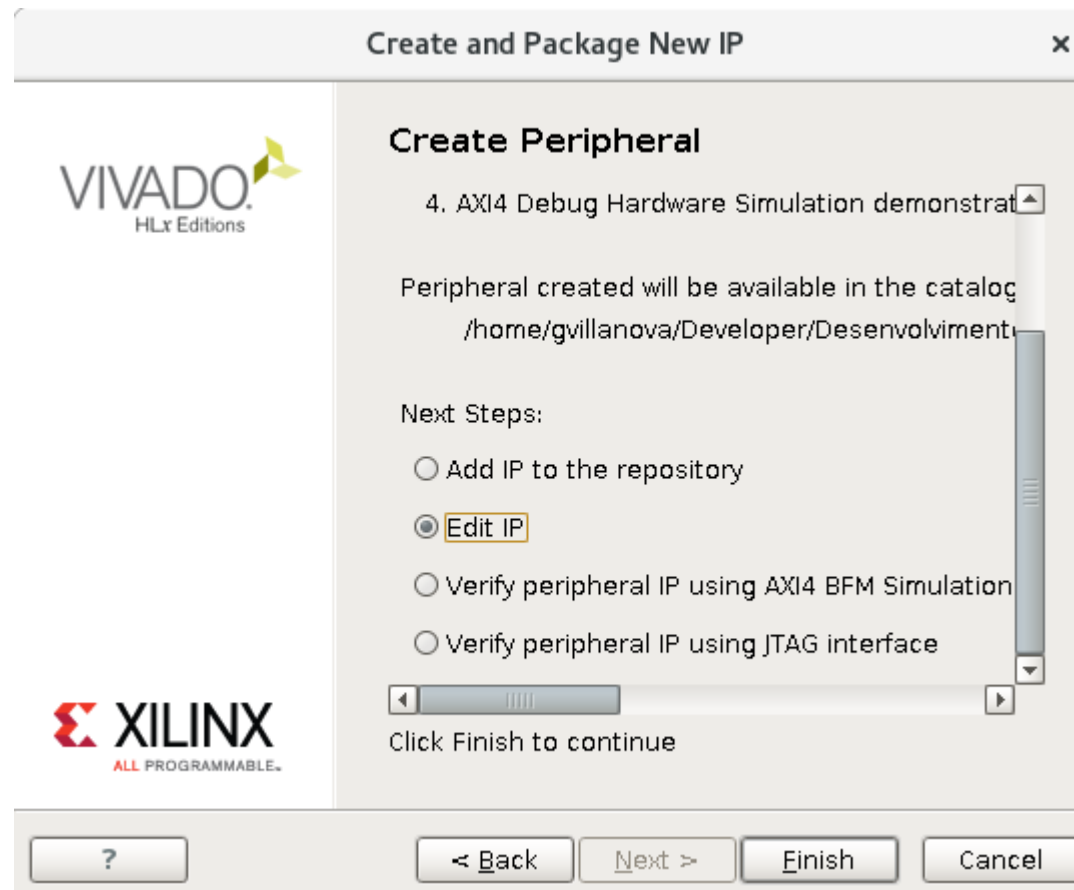 Create and Package New IP
VIVADO.
HLx Editions
Create Peripheral
4. AXI4 Debug Hardware Simulation demonstrat
Peripheral created will be available in the catalog
/home/gvillanova/Developer/Desenvolvimento
Next Steps:
Add IP to the repository
Edit IP
Verify peripheral IP using AXI4 BFM Simulation
Verify peripheral IP using JTAG interface
XILINX
ALL PROGRAMMABLE.
Click Finish to continue
?
< Back
Next >
Finish
Cancel